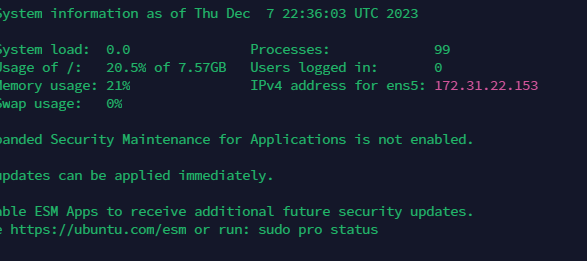 System information as of Thu Dec 7 22:36:03 UTC 2023
System load: 0.0 Processes: 99
Usage of /: 20.5% of 7.57GB Users logged in: 0
Memory usage: 21% IPv4 address for ens5: 172.31.22.153
Swap usage: 0%
panded Security Maintenance for Applications is not enabled.
updates can be applied immediately.
able ESM Apps to receive additional future security updates.
e https://ubuntu.com/esm or run: sudo pro status